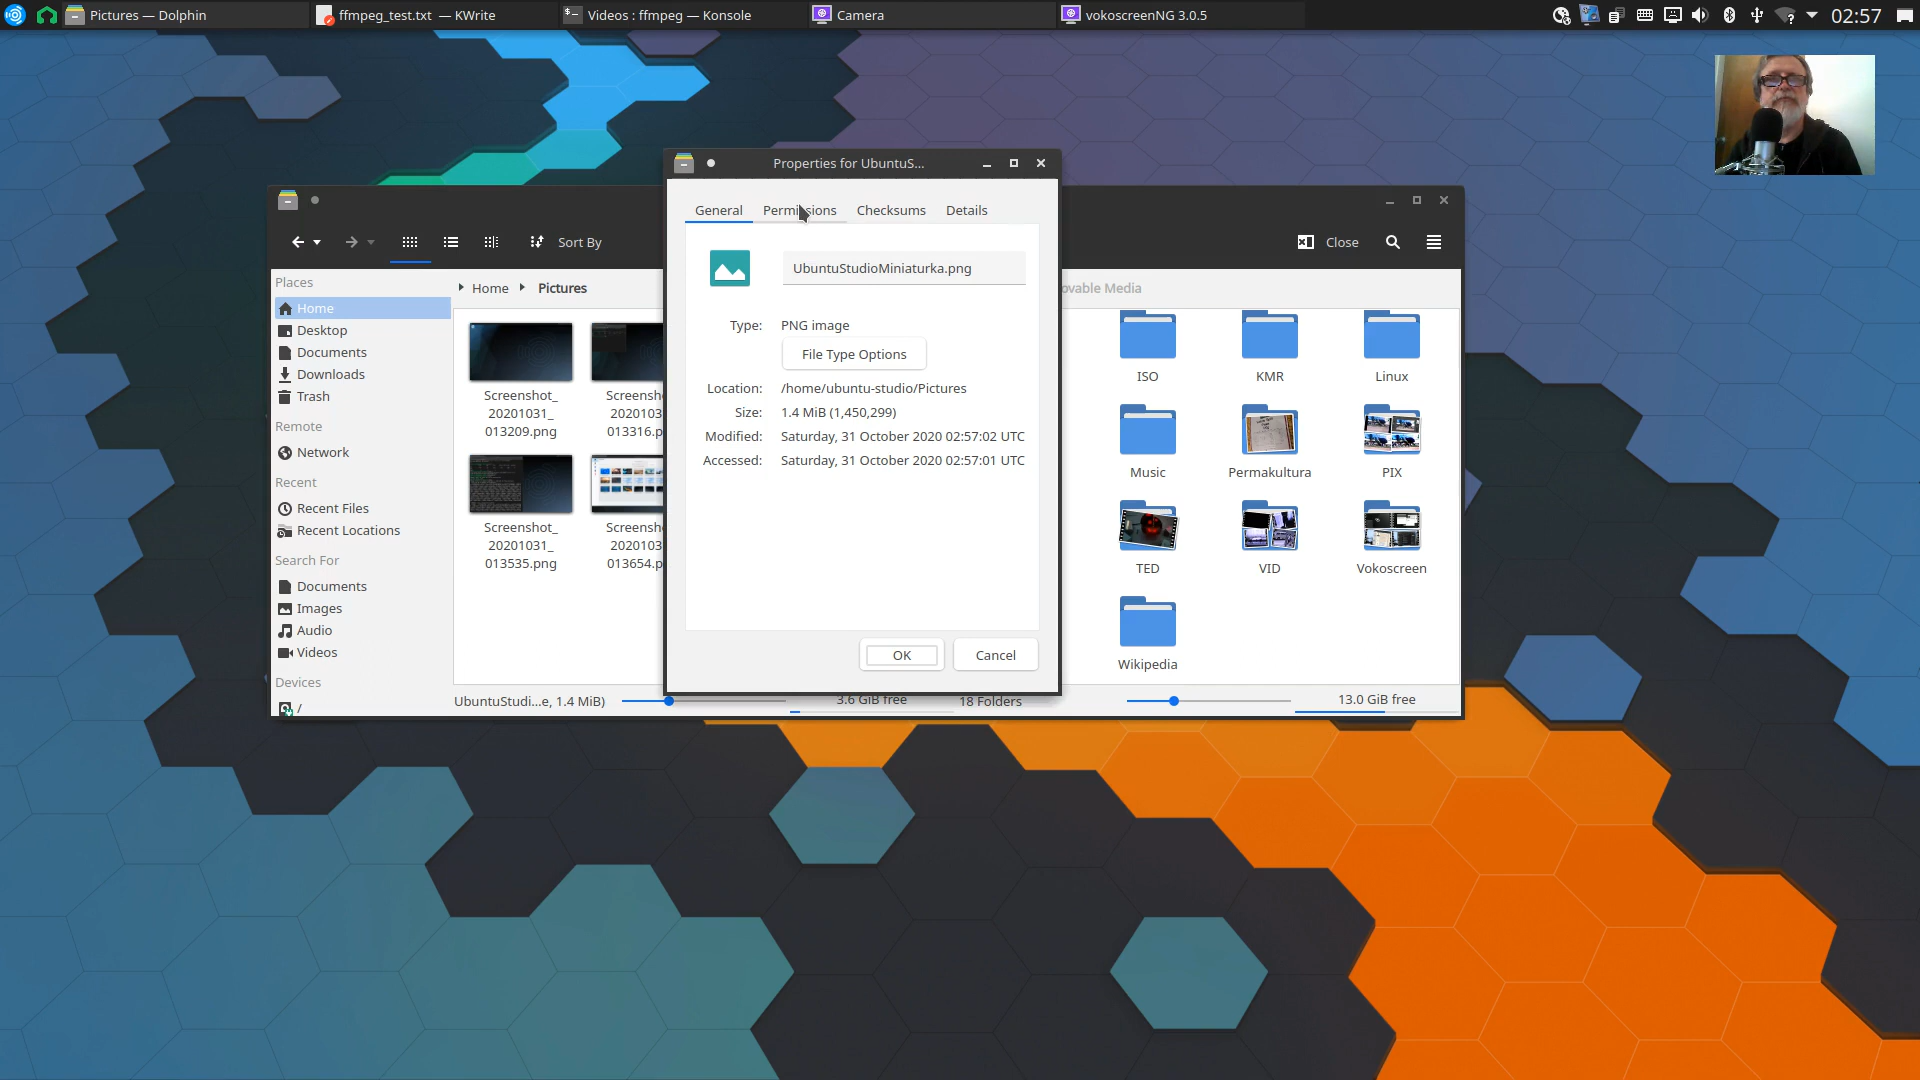 Pictures — Dolphin
ffmpeg_test.txt — KWrite
Videos : ffmpeg — Konsole
Camera
vokoscreenNG 3.0.5
02:57
Properties for UbuntuS...
General
Permissions
Checksums
Details
Sort By
Close
UbuntuStudioMiniaturka.png
Type: PNG image
File Type Options
Location: /home/ubuntu-studio/Pictures
Size: 1.4 MiB (1,450,299)
Modified: Saturday, 31 October 2020 02:57:02 UTC
Accessed: Saturday, 31 October 2020 02:57:01 UTC
OK
Cancel
Places
Home
Desktop
Documents
Downloads
Trash
Remote
Network
Recent
Recent Files
Recent Locations
Search For
Documents
Images
Audio
Videos
Devices
/
Home
Pictures
Screenshot_
20201031_
013209.png
Screensh
2020103
013316.p
Screenshot_
20201031_
013535.png
Screensh
2020103
013654.p
UbuntuStudi...e, 1.4 MiB)
3.6 GiB free
ovable Media
ISO
KMR
Linux
Music
Permakultura
PIX
TED
VID
Vokoscreen
Wikipedia
18 Folders
13.0 GiB free